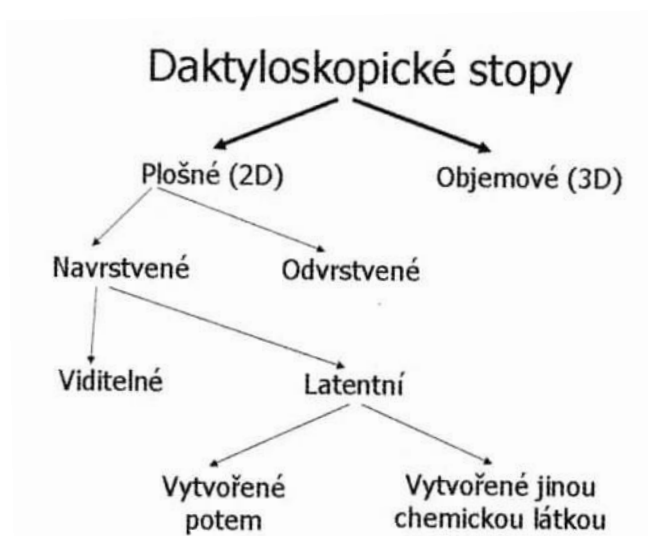 Daktyloskopické stopy
Plošné (2D)
Objemové (3D)
Navrstvené
Odvrstvené
Viditelné
Latentní
Vytvořené
potem
Vytvořené jinou
chemickou látkou